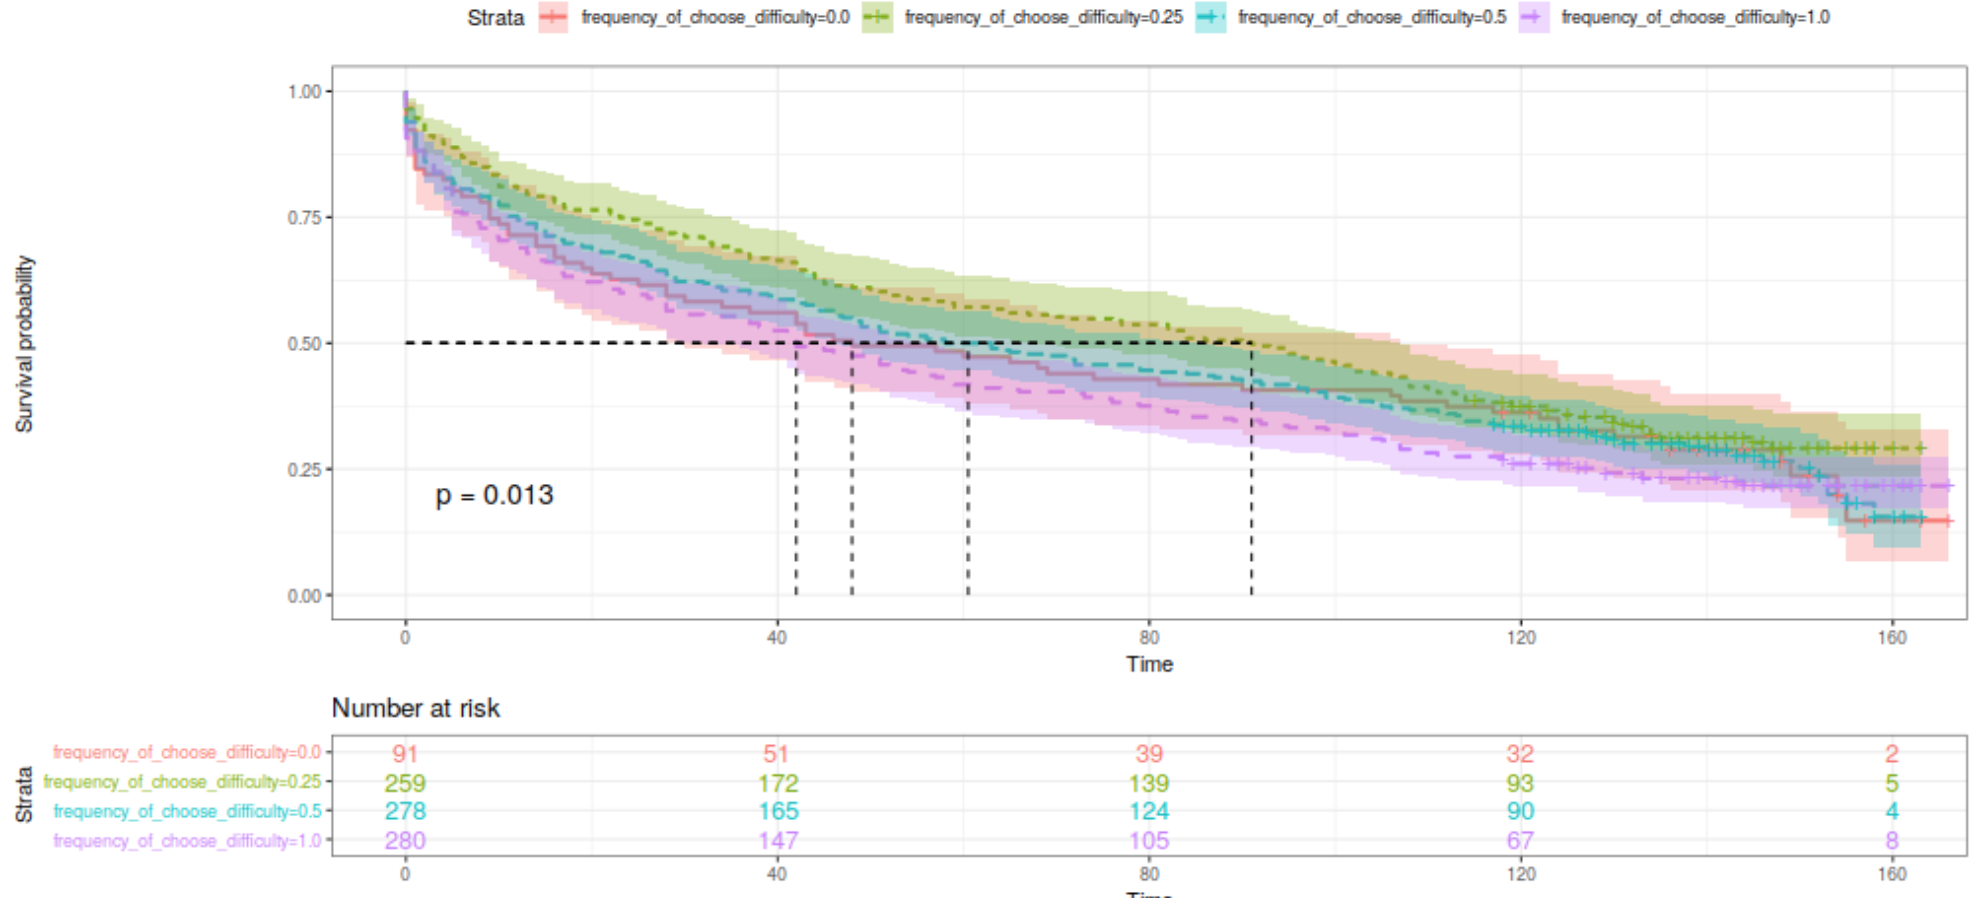 Strata frequency_of_choose_difficulty=0.0 frequency_of_choose_difficulty=0.25 frequency_of_choose_difficulty=0.5 frequency_of_choose_difficulty=1.0
Survival probability
1.00
0.75
0.50
0.25
0.00
p = 0.013
0 40 80 120 160
Time
Number at risk
Strata
frequency_of_choose_difficulty=0.0 91 51 39 32 2
frequency_of_choose_difficulty=0.25 259 172 139 93 5
frequency_of_choose_difficulty=0.5 278 165 124 90 4
frequency_of_choose_difficulty=1.0 280 147 105 67 8
0 40 80 120 160
Time